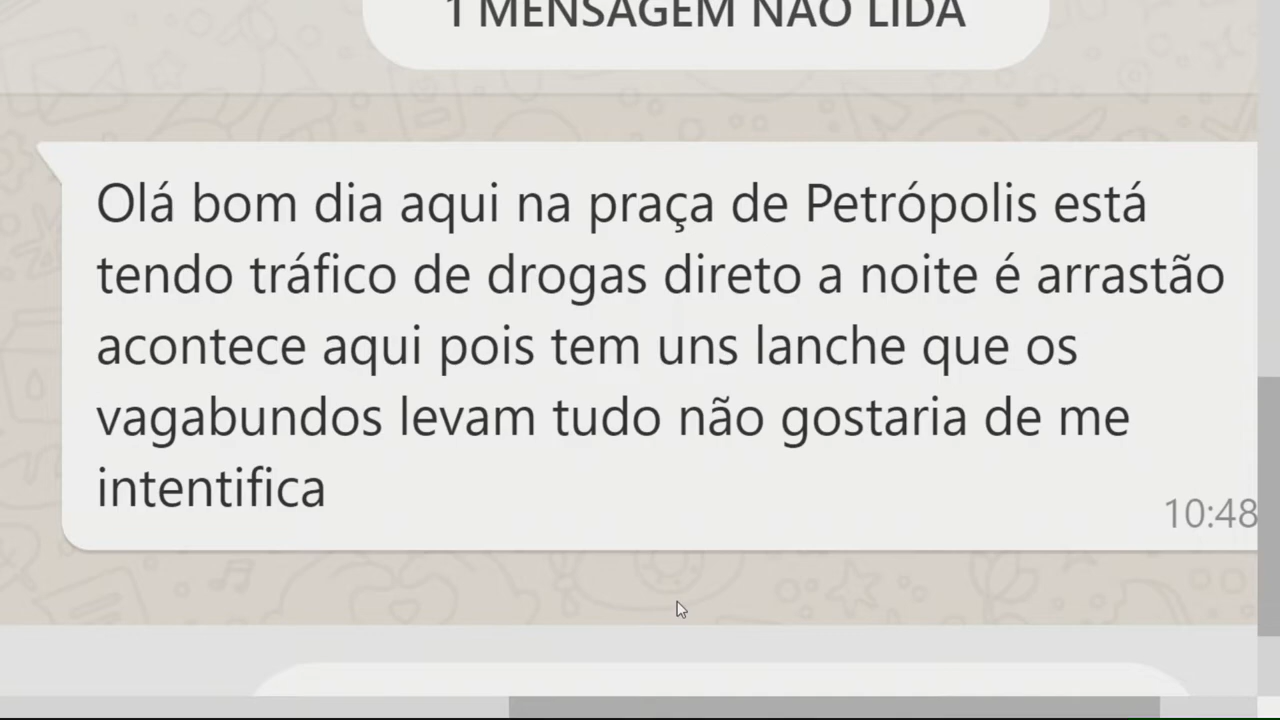 1 MENSAGEM NÃO LIDA
Olá bom dia aqui na praça de Petrópolis está
tendo tráfico de drogas direto a noite é arrastão
acontece aqui pois tem uns lanche que os
vagabundos levam tudo não gostaria de me
intentifica
10:48